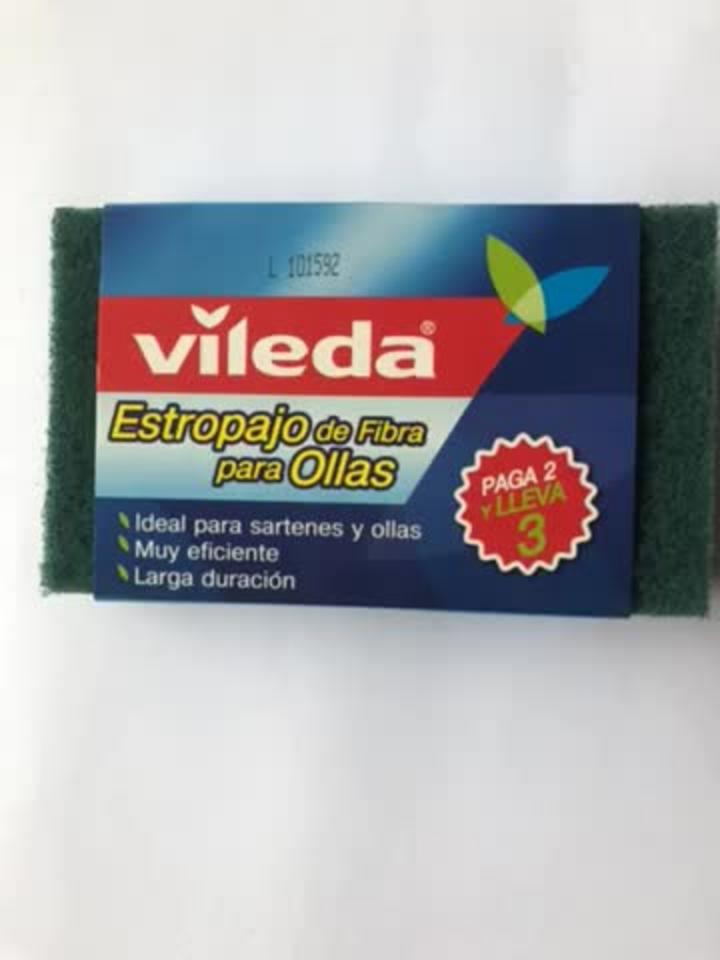 L 101592
vileda®
Estropajo de Fibra
para Ollas
Ideal para sartenes y ollas
Muy eficiente
Larga duración
PAGA 2
Y LLEVA
3